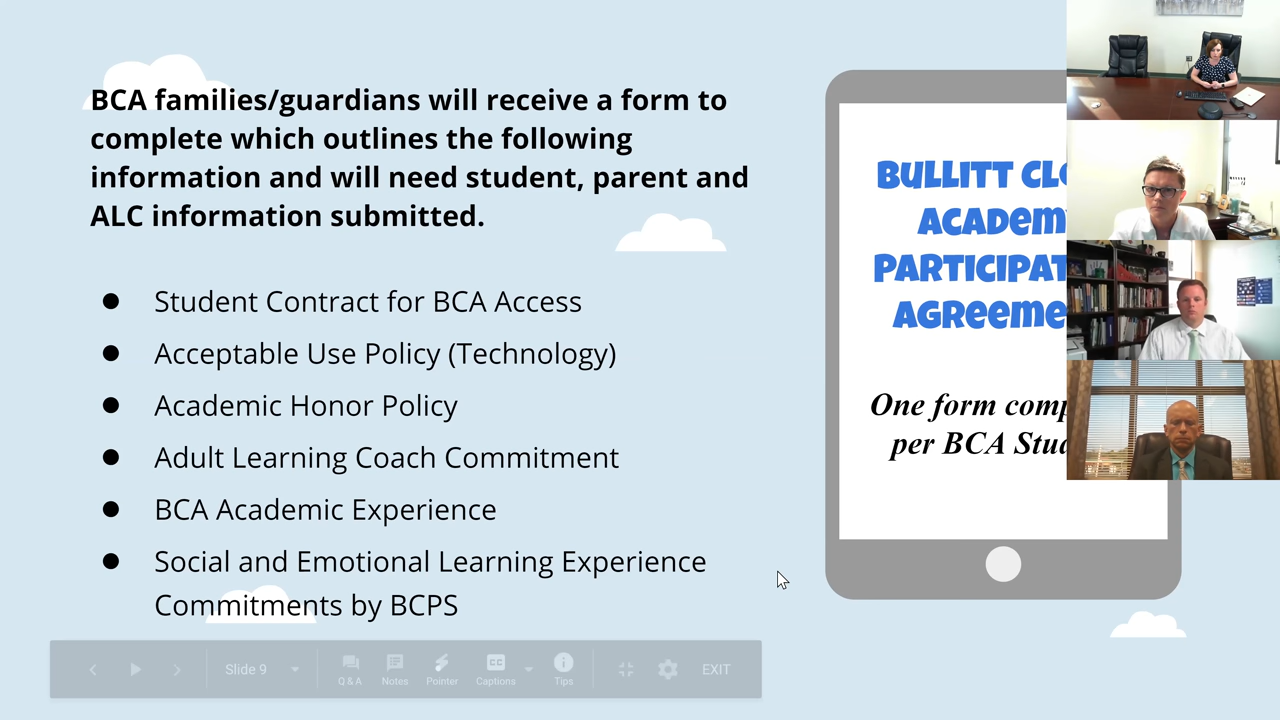 BCA families/guardians will receive a form to
complete which outlines the following
information and will need student, parent and
ALC information submitted.
● Student Contract for BCA Access
● Acceptable Use Policy (Technology)
● Academic Honor Policy
● Adult Learning Coach Commitment
● BCA Academic Experience
● Social and Emotional Learning Experience
Commitments by BCPS
BULLITT
ACADEM
PARTICIPAT
AGREEME
One form comp
per BCA Stu
Slide 9
Q & A
Notes
Pointer
CC
Captions
Tips
EXIT